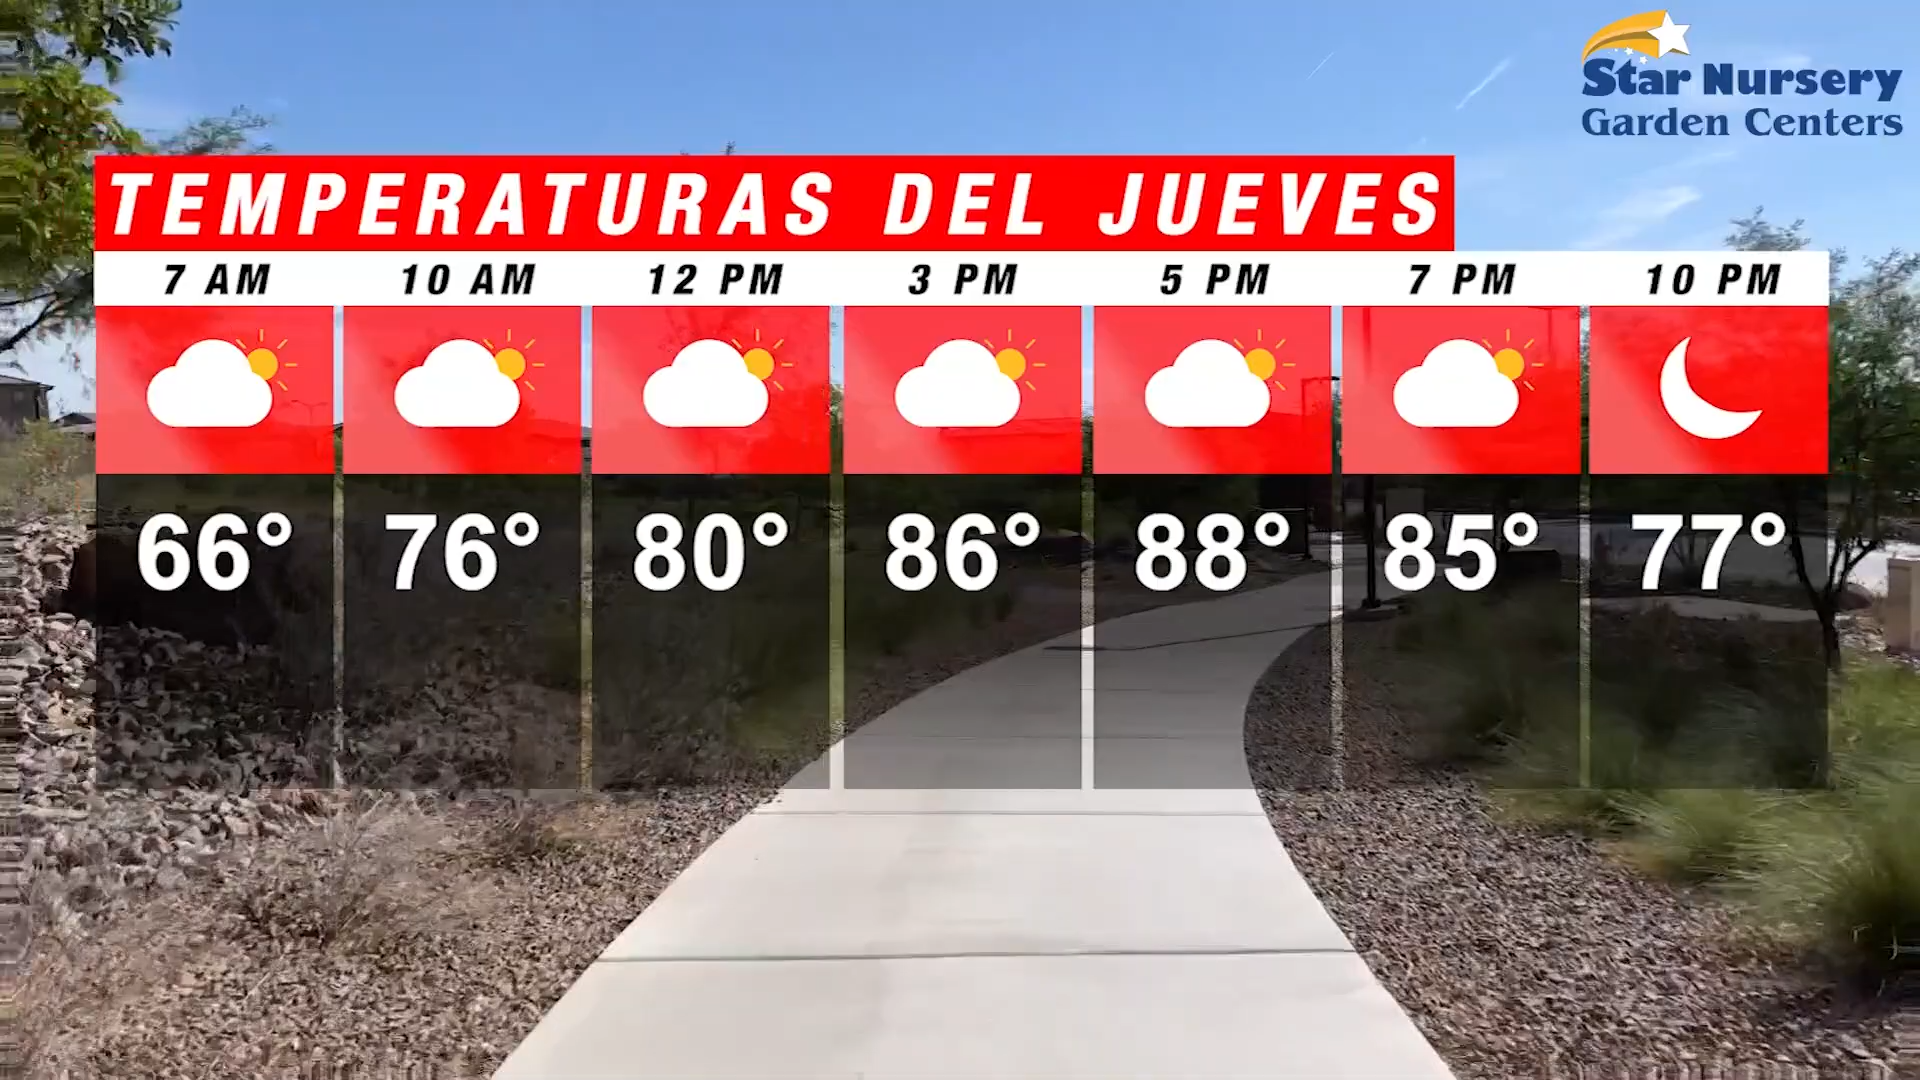 Star Nursery
Garden Centers
TEMPERATURAS DEL JUEVES
7 AM 10 AM 12 PM 3 PM 5 PM 7 PM 10 PM
66° 76° 80° 86° 88° 85° 77°